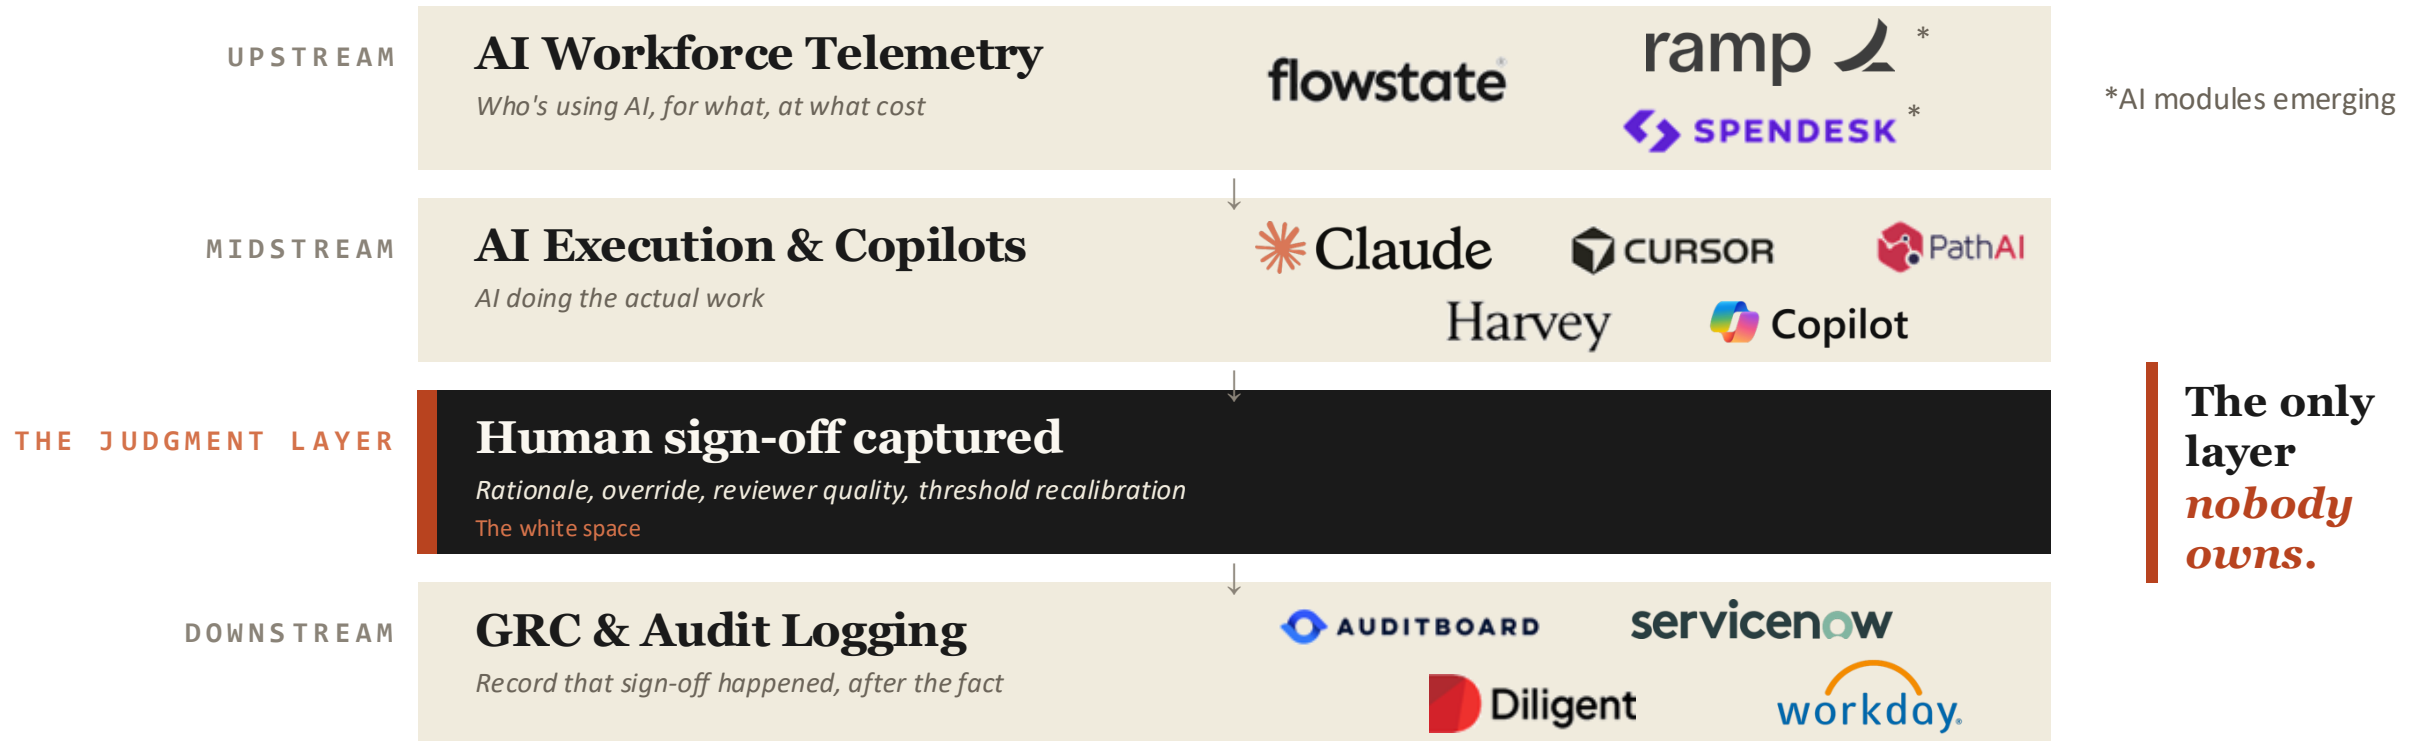 UPSTREAM
AI Workforce Telemetry
Who's using AI, for what, at what cost
flowstate®
ramp *
SPENDESK *
*AI modules emerging
↓
MIDSTREAM
AI Execution & Copilots
AI doing the actual work
Claude
CURSOR
PathAI
Harvey
Copilot
↓
THE JUDGMENT LAYER
Human sign-off captured
Rationale, override, reviewer quality, threshold recalibration
The white space
The only
layer
nobody
owns.
↓
DOWNSTREAM
GRC & Audit Logging
Record that sign-off happened, after the fact
AUDITBOARD
servicenow
Diligent
workday®